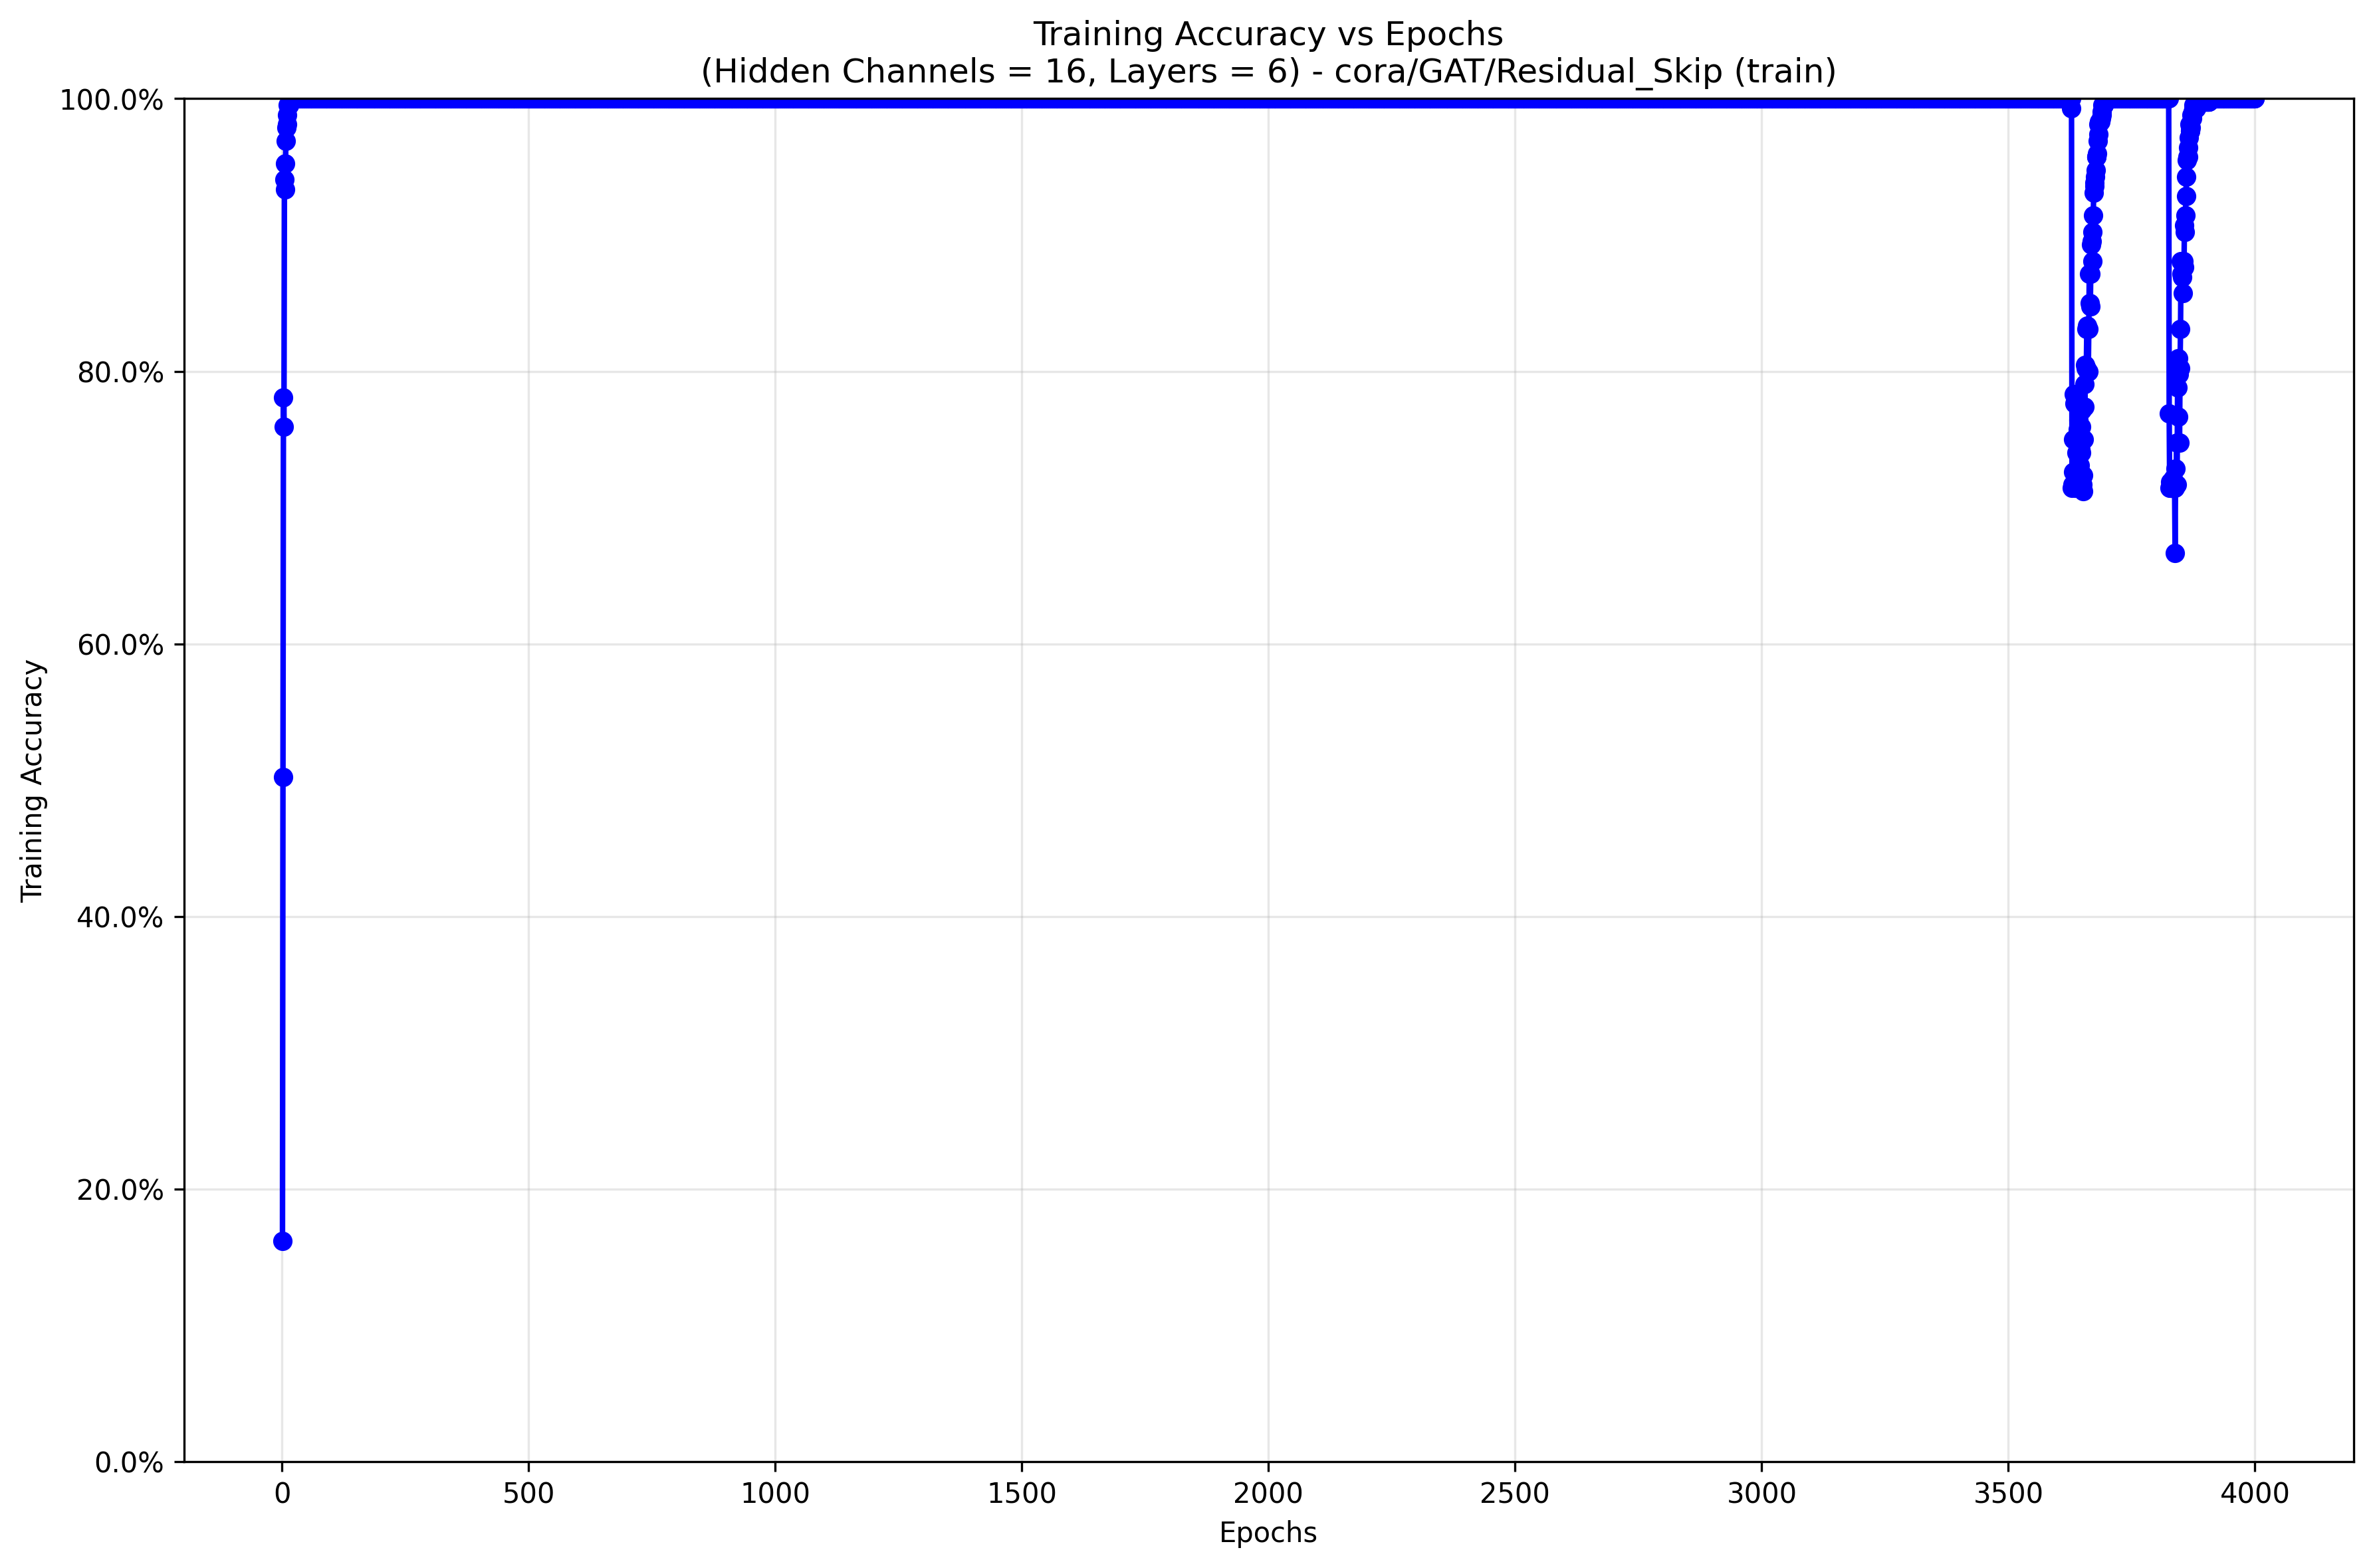 Training Accuracy vs Epochs
(Hidden Channels = 16, Layers = 6) - cora/GAT/Residual_Skip (train)
100.0%
80.0%
60.0%
40.0%
20.0%
0.0%
Training Accuracy
0 500 1000 1500 2000 2500 3000 3500 4000
Epochs